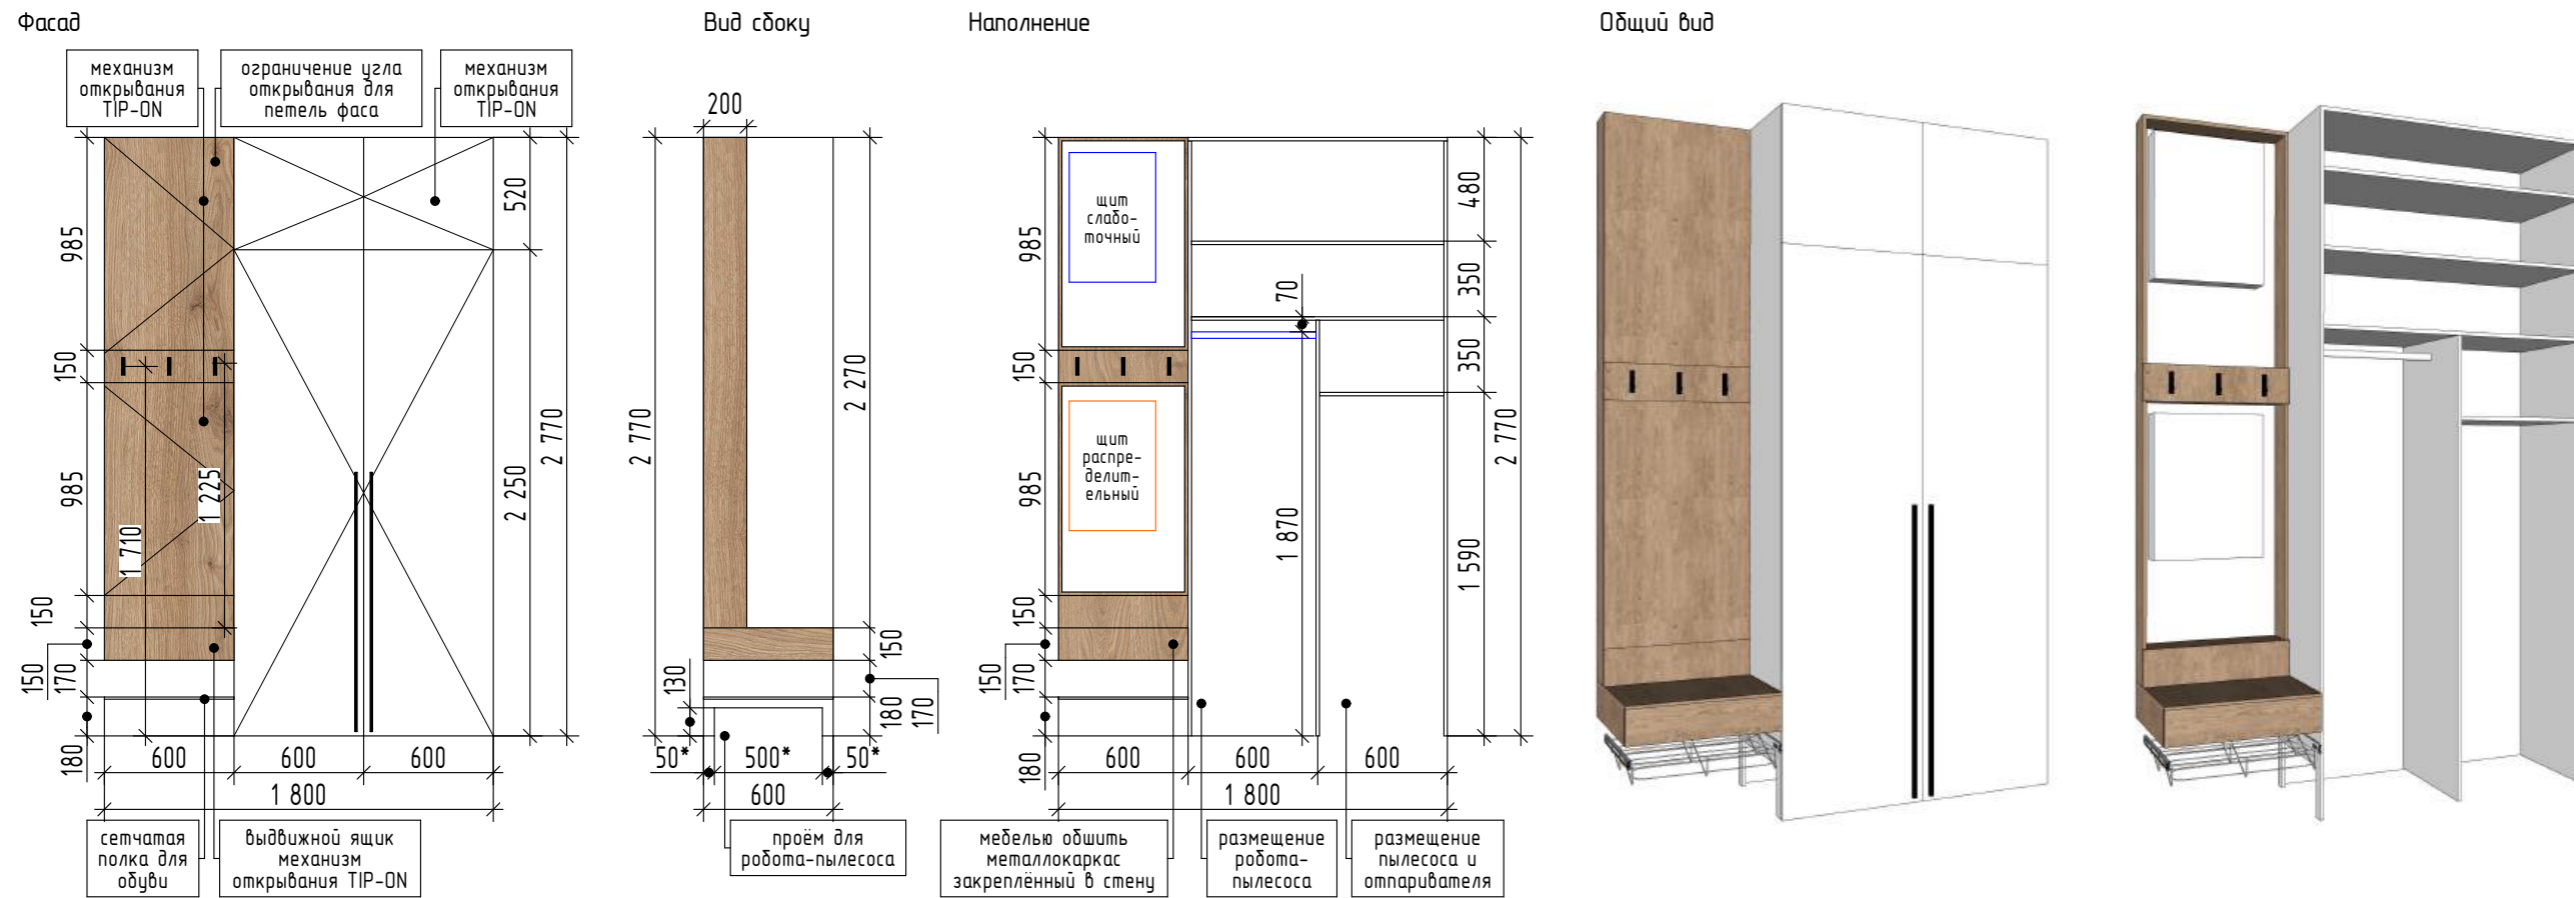 Фасад
Вид сбоку
Наполнение
Общий вид
механизм
открывания
TIP-ON
ограничение угла
открывания для
петель фаса
механизм
открывания
TIP-ON
985
150
985
150
150
170
180
1 710
1 225
520
2 250
2 770
600
600
600
1 800
сетчатая
полка для
обуви
выдвижной ящик
механизм
открывания TIP-ON
200
2 770
2 270
150
130
180
170
50*
500*
50*
600
проём для
робота-пылесоса
щит
слабо-
точный
щит
распре-
делит-
ельный
985
150
985
150
150
170
180
70
1 870
480
350
350
1 590
2 770
600
600
600
1 800
мебелью обшить
металлокаркас
закреплённый в стену
размещение
робота-
пылесоса
размещение
пылесоса и
отпаривателя